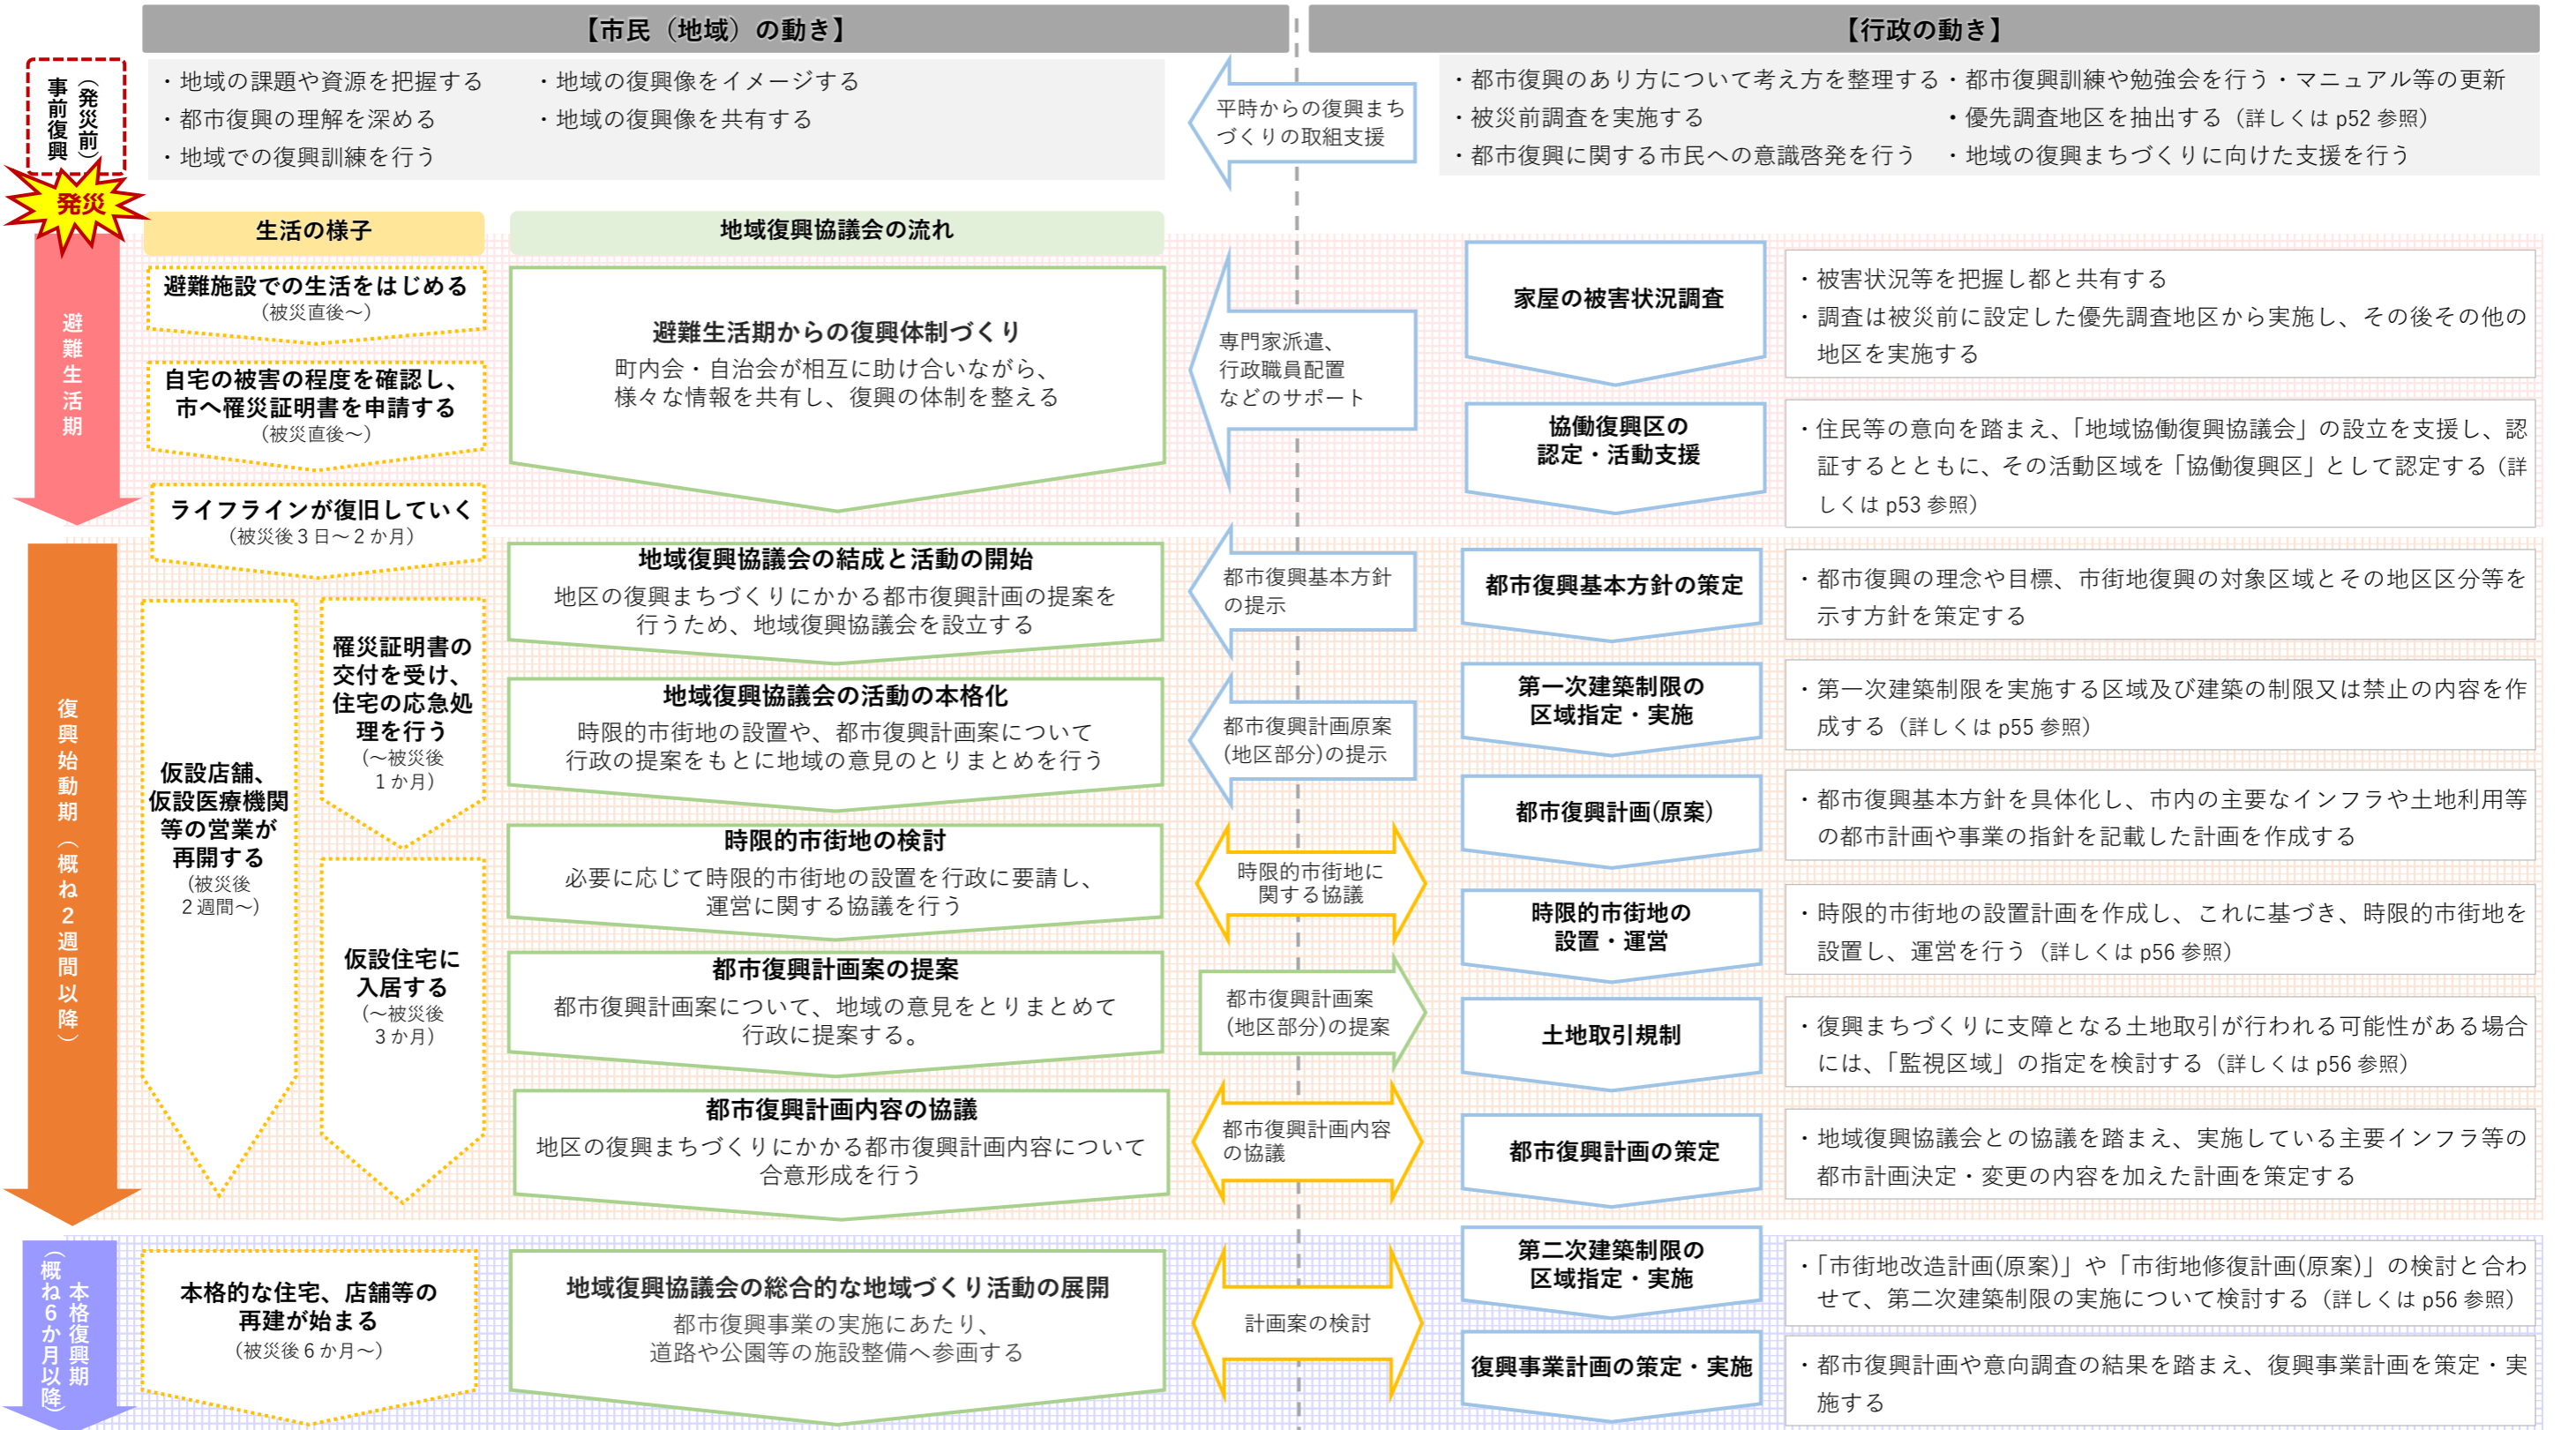 【市民（地域）の動き】
【行政の動き】
（発災前）
事前復興
・地域の課題や資源を把握する
・都市復興の理解を深める
・地域での復興訓練を行う
・地域の復興像をイメージする
・地域の復興像を共有する
平時からの復興まち
づくりの取組支援
・都市復興のあり方について考え方を整理する
・被災前調査を実施する
・都市復興に関する市民への意識啓発を行う
・都市復興訓練や勉強会を行う・マニュアル等の更新
・優先調査地区を抽出する（詳しくは p52 参照）
・地域の復興まちづくりに向けた支援を行う
発災
生活の様子
地域復興協議会の流れ
避難生活期
避難施設での生活をはじめる
（被災直後～）
自宅の被害の程度を確認し、
市へ罹災証明書を申請する
（被災直後～）
ライフラインが復旧していく
（被災後３日～２か月）
避難生活期からの復興体制づくり
町内会・自治会が相互に助け合いながら、
様々な情報を共有し、復興の体制を整える
専門家派遣、
行政職員配置
などのサポート
家屋の被害状況調査
・被害状況等を把握し都と共有する
・調査は被災前に設定した優先調査地区から実施し、その後その他の
地区を実施する
協働復興区の
認定・活動支援
・住民等の意向を踏まえ、「地域協働復興協議会」の設立を支援し、認
証するとともに、その活動区域を「協働復興区」として認定する（詳
しくは p53 参照）
復興始動期（概ね２週間以降）
仮設店舗、
仮設医療機関
等の営業が
再開する
（被災後
２週間～）
罹災証明書の
交付を受け、
住宅の応急処
理を行う
（～被災後
１か月）
仮設住宅に
入居する
（～被災後
３か月）
地域復興協議会の結成と活動の開始
地区の復興まちづくりにかかる都市復興計画の提案を
行うため、地域復興協議会を設立する
都市復興基本方針
の提示
都市復興基本方針の策定
・都市復興の理念や目標、市街地復興の対象区域とその地区区分等を
示す方針を策定する
地域復興協議会の活動の本格化
時限的市街地の設置や、都市復興計画案について
行政の提案をもとに地域の意見のとりまとめを行う
都市復興計画原案
(地区部分)の提示
第一次建築制限の
区域指定・実施
・第一次建築制限を実施する区域及び建築の制限又は禁止の内容を作
成する（詳しくは p55 参照）
都市復興計画(原案)
・都市復興基本方針を具体化し、市内の主要なインフラや土地利用等
の都市計画や事業の指針を記載した計画を作成する
時限的市街地の検討
必要に応じて時限的市街地の設置を行政に要請し、
運営に関する協議を行う
時限的市街地に
関する協議
時限的市街地の
設置・運営
・時限的市街地の設置計画を作成し、これに基づき、時限的市街地を
設置し、運営を行う（詳しくは p56 参照）
都市復興計画案の提案
都市復興計画案について、地域の意見をとりまとめて
行政に提案する。
都市復興計画案
(地区部分)の提案
土地取引規制
・復興まちづくりに支障となる土地取引が行われる可能性がある場合
には、「監視区域」の指定を検討する（詳しくは p56 参照）
都市復興計画内容の協議
地区の復興まちづくりにかかる都市復興計画内容について
合意形成を行う
都市復興計画内容
の協議
都市復興計画の策定
・地域復興協議会との協議を踏まえ、実施している主要インフラ等の
都市計画決定・変更の内容を加えた計画を策定する
本格復興期
（概ね６か月以降）
本格的な住宅、店舗等の
再建が始まる
（被災後６か月～）
地域復興協議会の総合的な地域づくり活動の展開
都市復興事業の実施にあたり、
道路や公園等の施設整備へ参画する
計画案の検討
第二次建築制限の
区域指定・実施
・「市街地改造計画(原案)」や「市街地修復計画(原案)」の検討と合わ
せて、第二次建築制限の実施について検討する（詳しくは p56 参照）
復興事業計画の策定・実施
・都市復興計画や意向調査の結果を踏まえ、復興事業計画を策定・実
施する